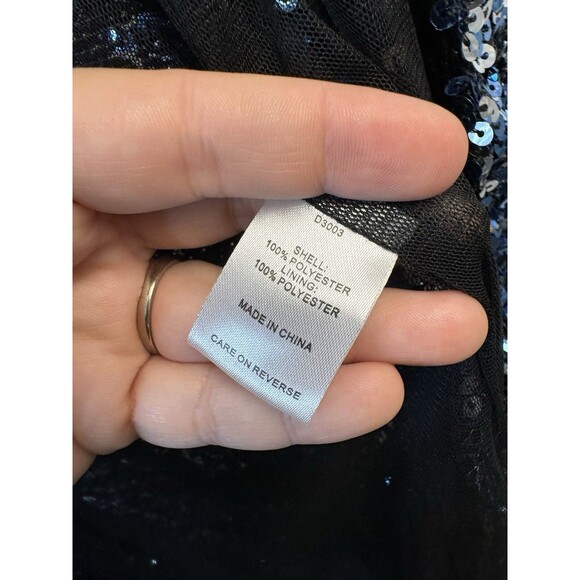 D3003
SHELL:
100% POLYESTER
LINING:
100% POLYESTER
MADE IN CHINA
CARE ON REVERSE